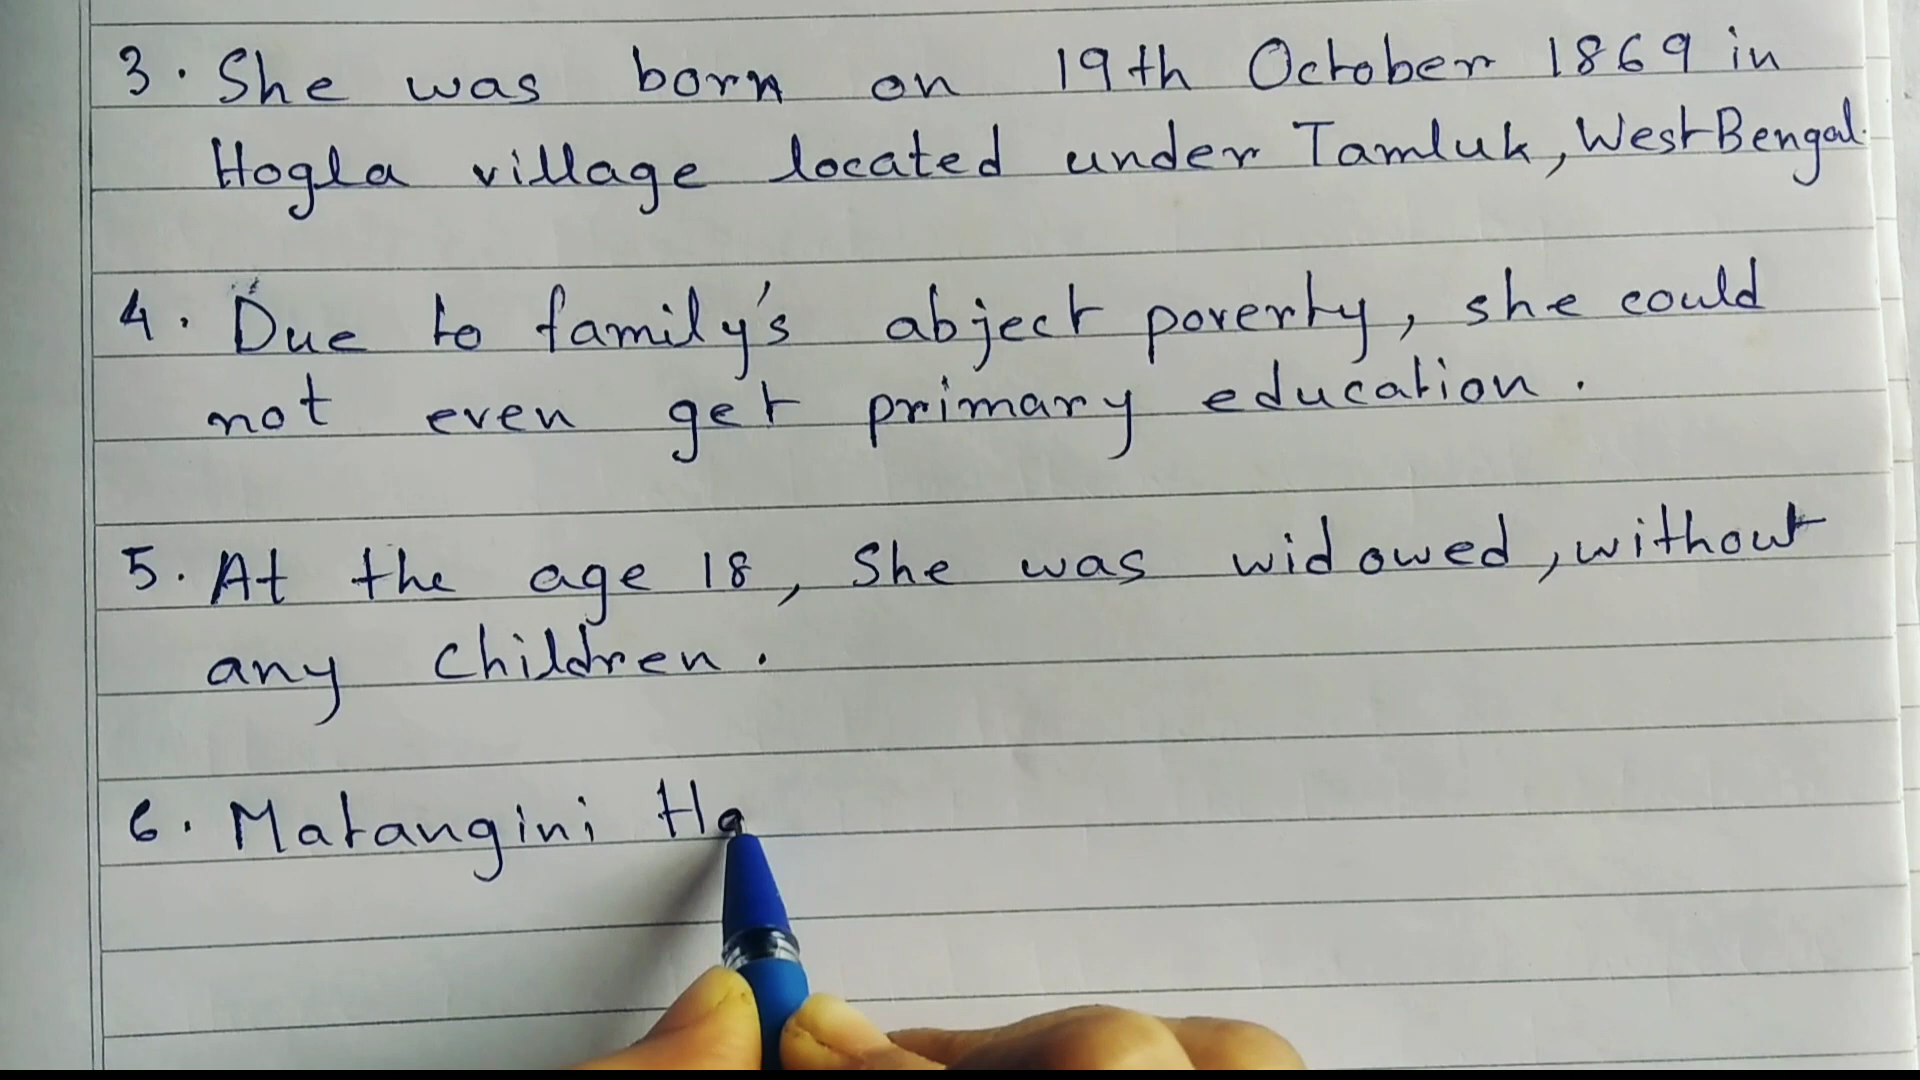 3. She was born on 19th October 1869 in
Hogla village located under Tamluk, West Bengal.
4. Due to family's abject poverty, she could
not even get primary education.
5. At the age 18, She was widowed, without
any children.
6. Matangini Ha